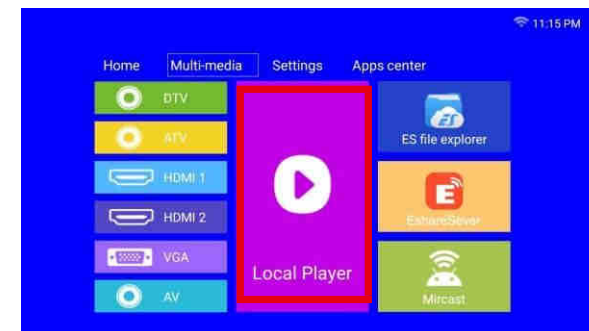 11:15 PM
Home Multi-media Settings Apps center
DTV
ATV
HDMI 1
HDMI 2
VGA
AV
Local Player
ES
ES file explorer
E
EshareSever
Mircast